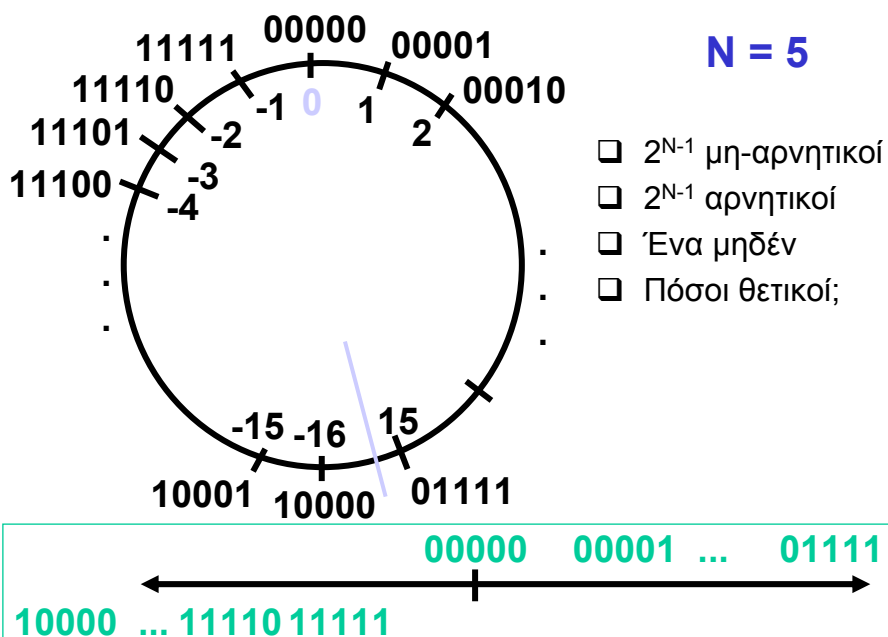 00000
11111
00001
N = 5
11110
00010
-1 0 1
11101
-2
2
2N-1 μη-αρνητικοί
11100
-3
-4
2N-1 αρνητικοί
Ένα μηδέν
Πόσοι θετικοί;
.
.
.
.
.
.
-15 -16 15
10001 10000 01111
00000 00001 ... 01111
10000 ... 11110 11111